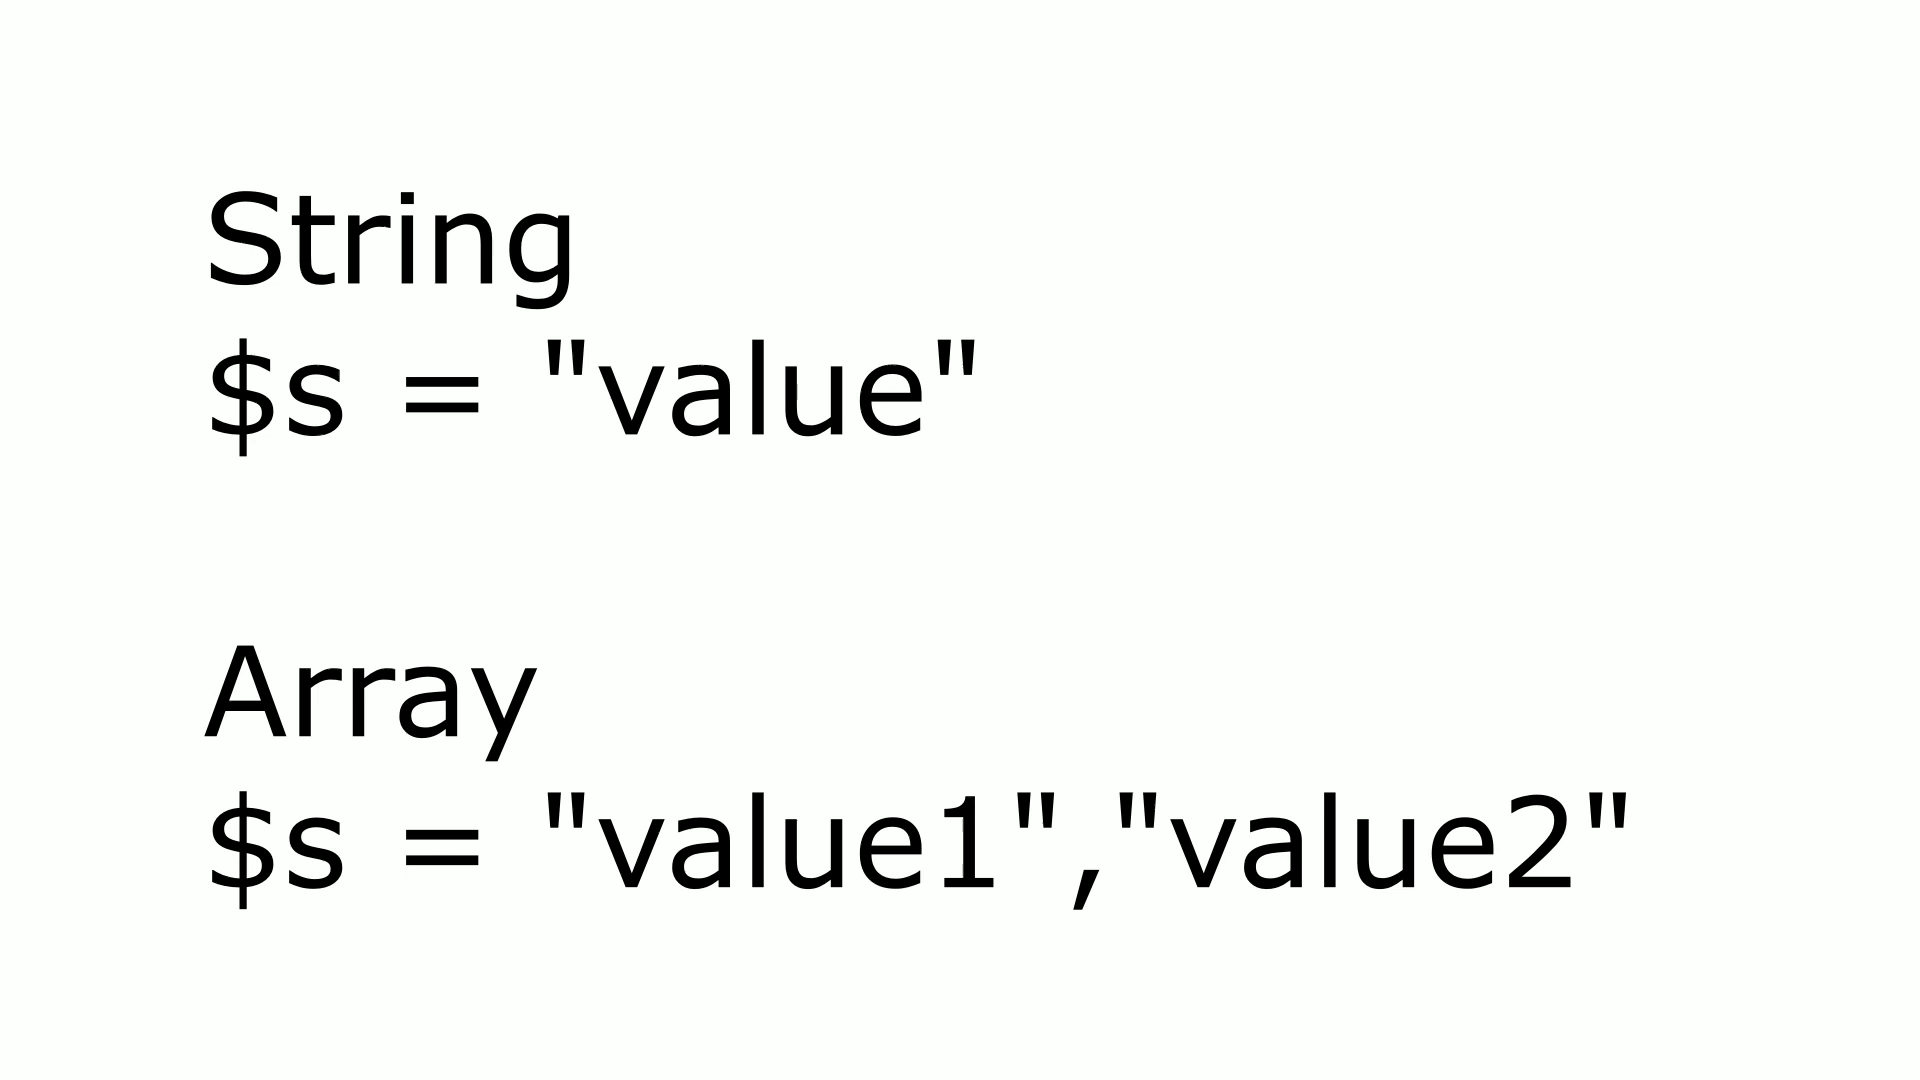 String
$s = "value"
Array
$s = "value1","value2"